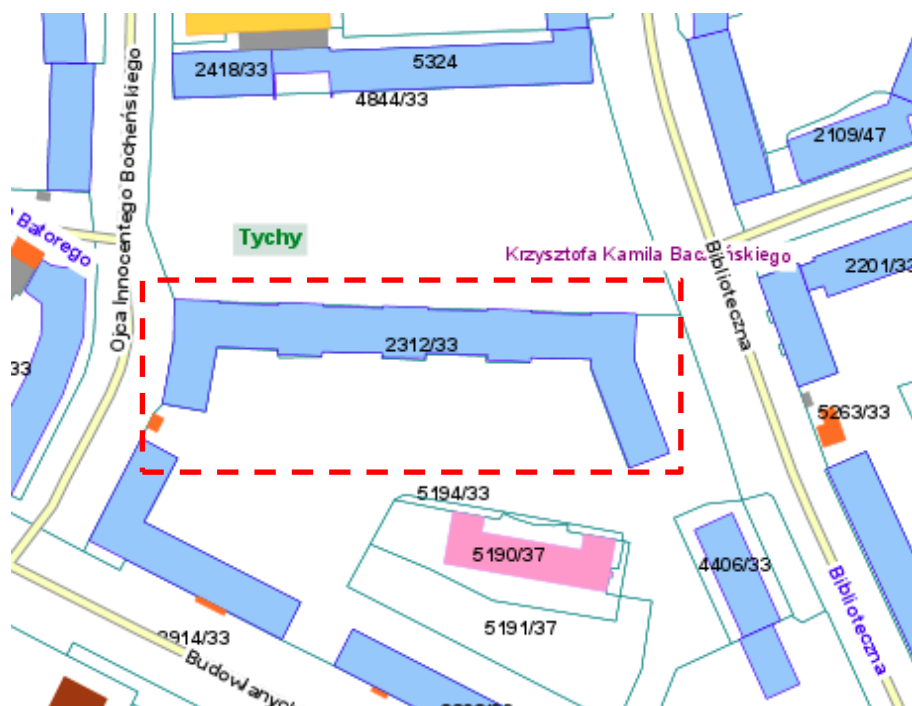 5324
2418/33
4844/33
2109/47
Ojca Innocentego Bocheńskiego
Batorego
Tychy
Krzysztofa Kamila
Biblioteczna
2201/33
2312/33
33
5263/33
5194/33
5190/37
4406/33
5191/37
Biblioteczna
2914/33
Budowlanych